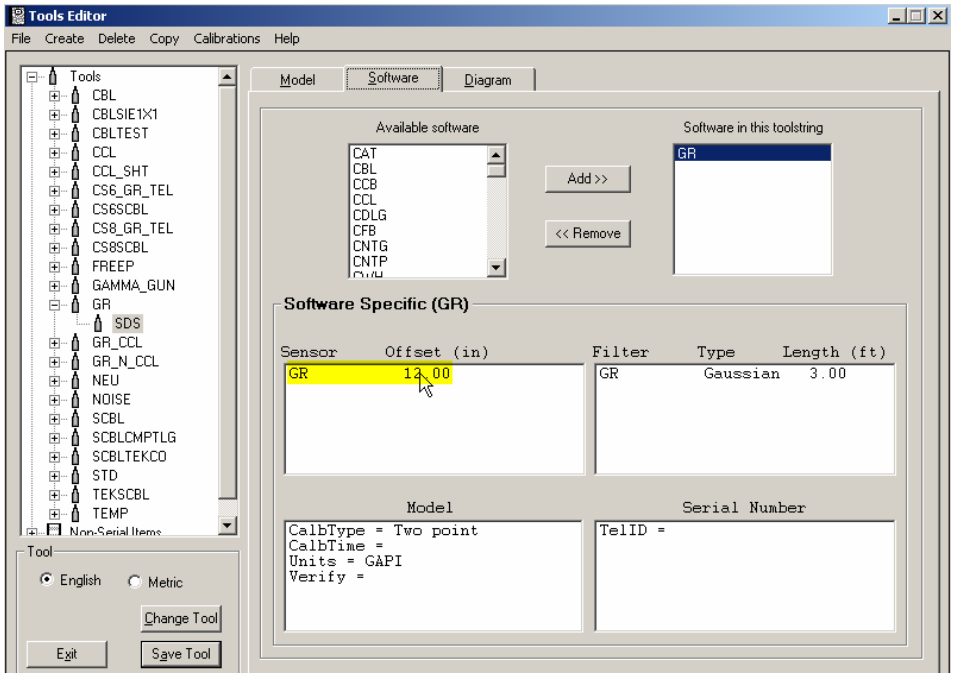 Tools Editor
File Create Delete Copy Calibrations Help
Tools
CBL
CBLSIE1X1
CBLTEST
CCL
CCL_SHT
CS6_GR_TEL
CS6SCBL
CS8_GR_TEL
CS8SCBL
FREEP
GAMMA_GUN
GR
SDS
GR_CCL
GR_N_CCL
NEU
NOISE
SCBL
SCBLCMPTLG
SCBLTEKCO
STD
TEKSCBL
TEMP
Non-Serial Items
Tool
English Metric
Change Tool
Exit Save Tool
Model Software Diagram
Available software
CAT
CBL
CCB
CCL
CDLG
CFB
CNTG
CNTP
CWH
Add >>
<< Remove
Software in this toolstring
GR
Software Specific (GR)
Sensor Offset (in)
GR 12.00
Filter Type Length (ft)
GR Gaussian 3.00
Model
CalbType = Two point
CalbTime =
Units = GAPI
Verify =
Serial Number
TelID =